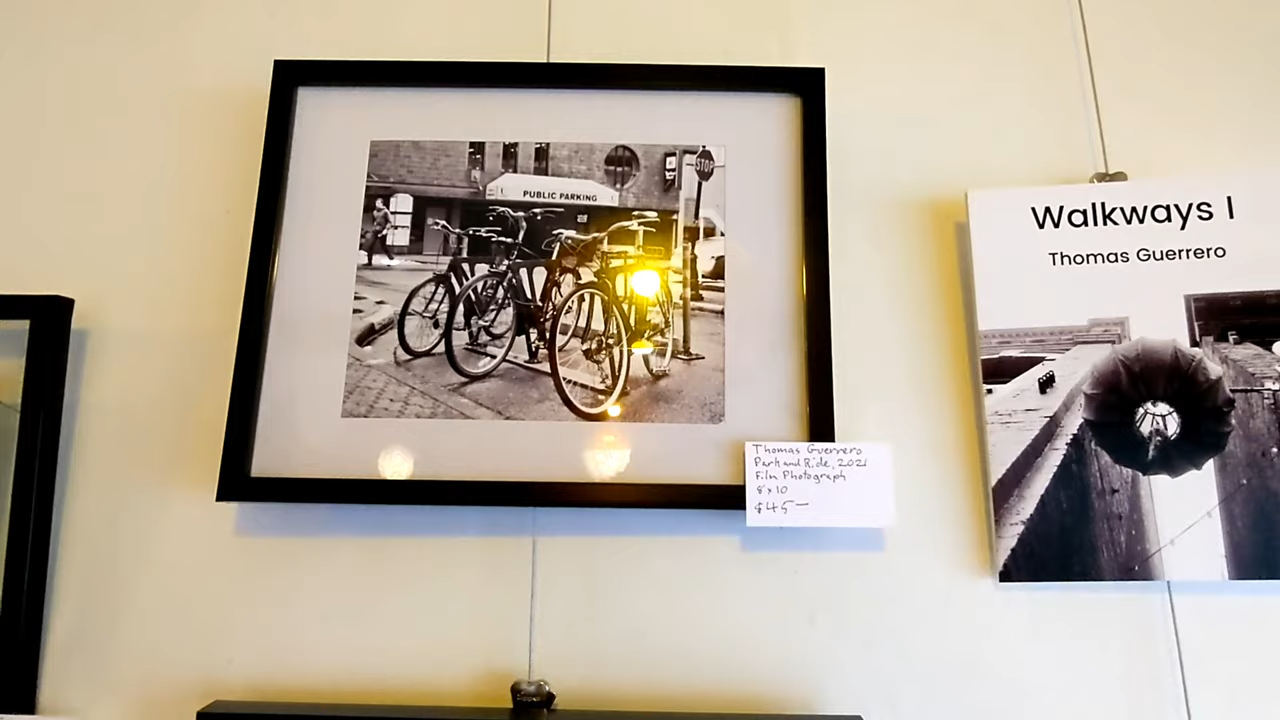 PUBLIC PARKING
STOP
Thomas Guerrero
Park and Ride, 2021
Film Photograph
8x10
$45—
Walkways I
Thomas Guerrero